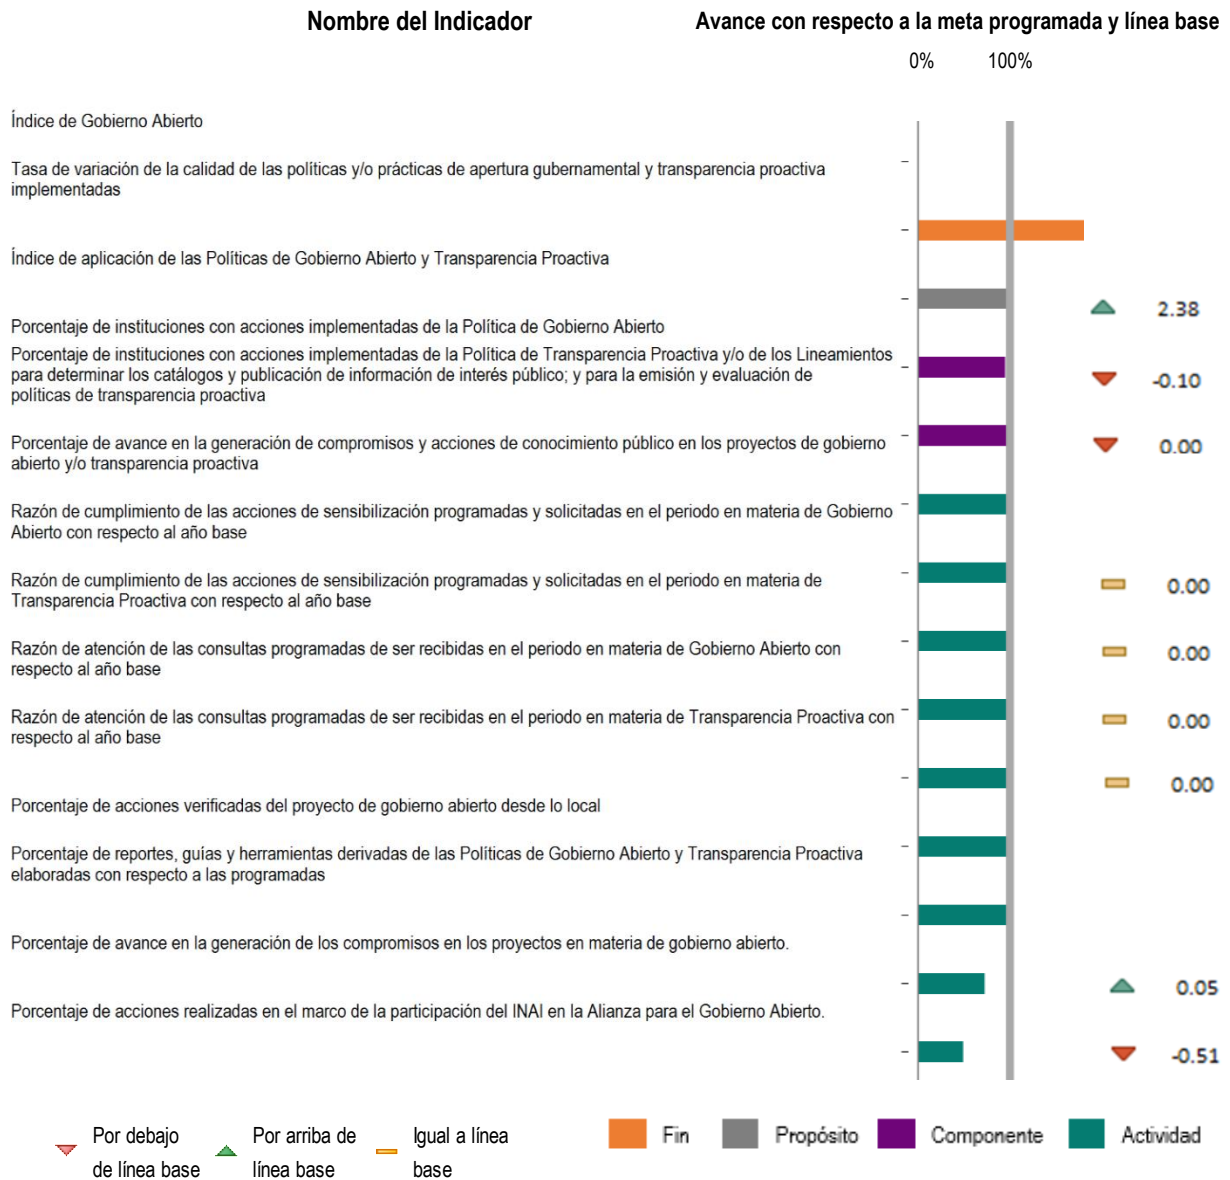 Nombre del Indicador
Avance con respecto a la meta programada y línea base
0%
100%
Índice de Gobierno Abierto
Tasa de variación de la calidad de las políticas y/o prácticas de apertura gubernamental y transparencia proactiva
implementadas
Índice de aplicación de las Políticas de Gobierno Abierto y Transparencia Proactiva
2.38
Porcentaje de instituciones con acciones implementadas de la Política de Gobierno Abierto
Porcentaje de instituciones con acciones implementadas de la Política de Transparencia Proactiva y/o de los Lineamientos
para determinar los catálogos y publicación de información de interés público; y para la emisión y evaluación de
políticas de transparencia proactiva
-0.10
Porcentaje de avance en la generación de compromisos y acciones de conocimiento público en los proyectos de gobierno
abierto y/o transparencia proactiva
0.00
Razón de cumplimiento de las acciones de sensibilización programadas y solicitadas en el periodo en materia de Gobierno
Abierto con respecto al año base
Razón de cumplimiento de las acciones de sensibilización programadas y solicitadas en el periodo en materia de
Transparencia Proactiva con respecto al año base
0.00
Razón de atención de las consultas programadas de ser recibidas en el periodo en materia de Gobierno Abierto con
respecto al año base
0.00
Razón de atención de las consultas programadas de ser recibidas en el periodo en materia de Transparencia Proactiva con
respecto al año base
0.00
0.00
Porcentaje de acciones verificadas del proyecto de gobierno abierto desde lo local
Porcentaje de reportes, guías y herramientas derivadas de las Políticas de Gobierno Abierto y Transparencia Proactiva
elaboradas con respecto a las programadas
Porcentaje de avance en la generación de los compromisos en los proyectos en materia de gobierno abierto.
0.05
Porcentaje de acciones realizadas en el marco de la participación del INAI en la Alianza para el Gobierno Abierto.
-0.51
Por debajo
de línea base
Por arriba de
línea base
Igual a línea
base
Fin
Propósito
Componente
Actividad